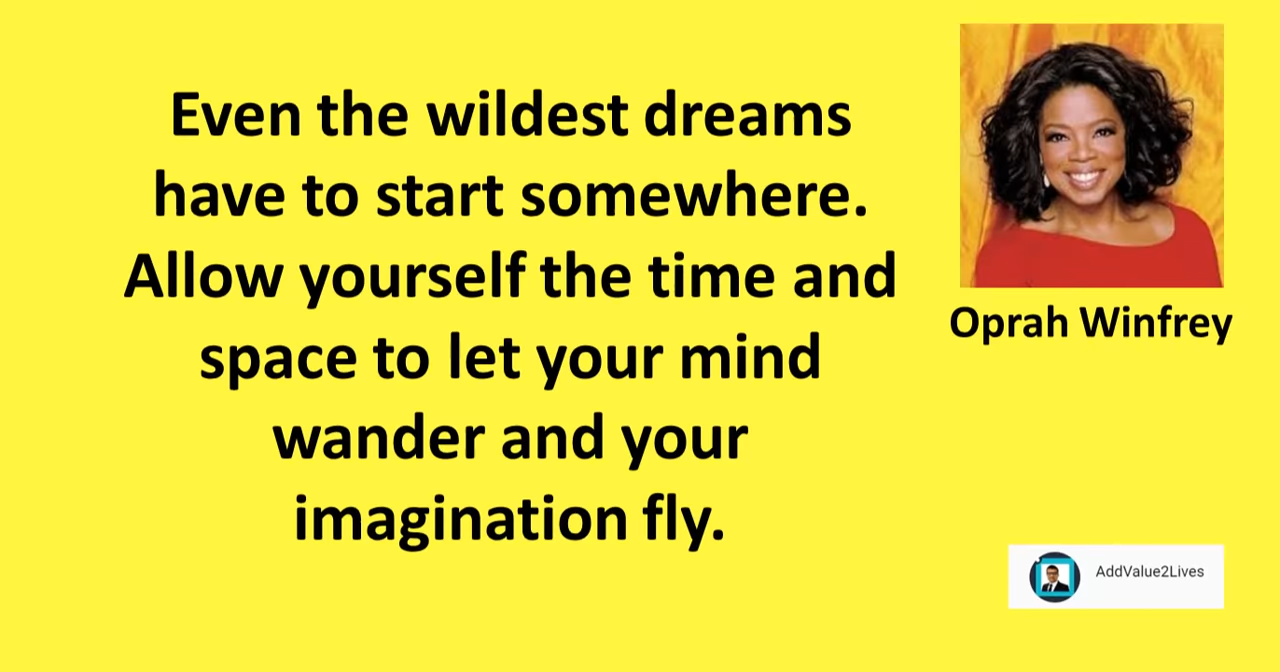 Even the wildest dreams
have to start somewhere.
Allow yourself the time and
space to let your mind
wander and your
imagination fly.
Oprah Winfrey
AddValue2Lives